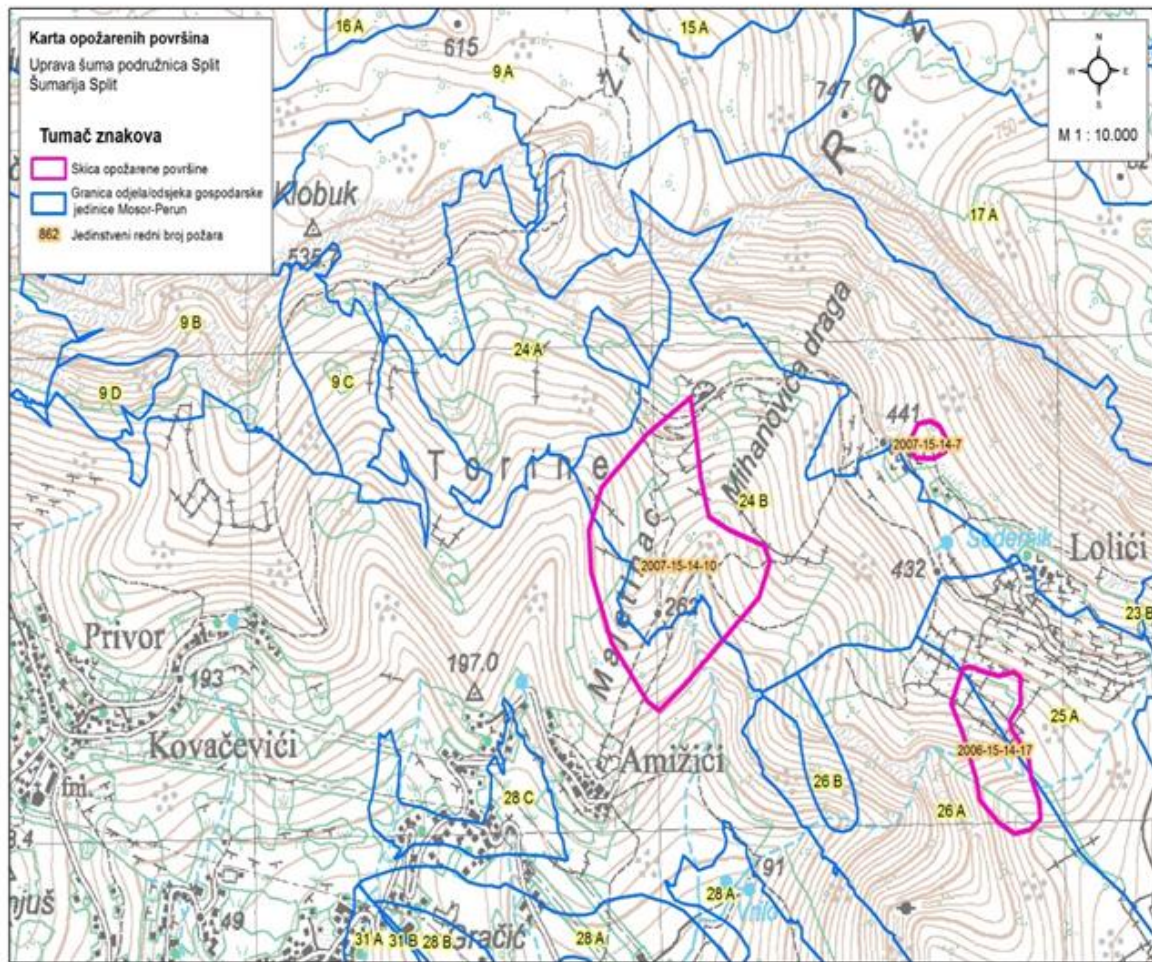 Karta opožarenih površina
Uprava šuma podružnica Split
Šumarija Split
Tumač znakova
Skica opožarene površine
Granica odjela/odsjeka gospodarske
jedinice Mosor-Perun
862 Jedinstveni redni broj požara
N
W E
S
M 1 : 10.000
16 A
615
15 A
9 A
747
750
17 A
Klobuk
535.7
9 B
24 A
9 D
9 C
Mihanovića draga
441
2007-15-14-7
Torine
24 B
Lolići
432
2007-15-14-10
Majetinac
262
23 B
Privor
193
197.0
25 A
Kovačevići
Amižići
2006-15-14-17
26 B
26 A
28 C
91
28 A
49
31 A
31 B
28 B
Gračić
28 A